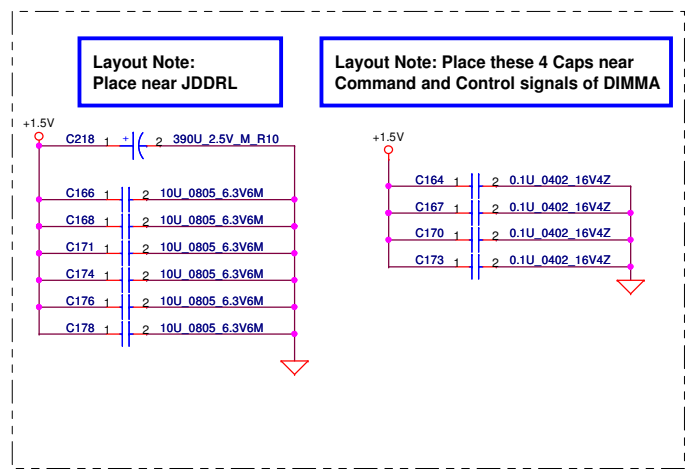 Layout Note:
Place near JDDRL
Layout Note: Place these 4 Caps near
Command and Control signals of DIMMA
+1.5V
C218 1 + 2 390U_2.5V_M_R10
C166 1 2 10U_0805_6.3V6M
C168 1 2 10U_0805_6.3V6M
C171 1 2 10U_0805_6.3V6M
C174 1 2 10U_0805_6.3V6M
C176 1 2 10U_0805_6.3V6M
C178 1 2 10U_0805_6.3V6M
+1.5V
C164 1 2 0.1U_0402_16V4Z
C167 1 2 0.1U_0402_16V4Z
C170 1 2 0.1U_0402_16V4Z
C173 1 2 0.1U_0402_16V4Z